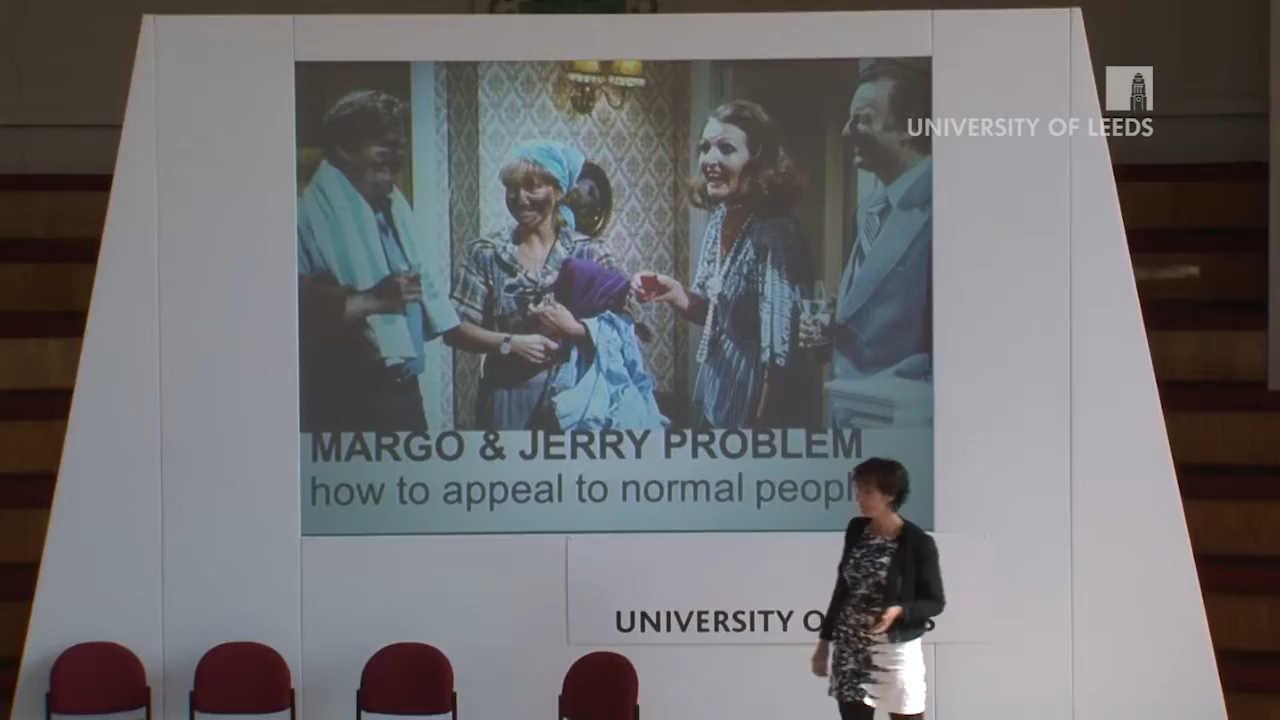 UNIVERSITY OF LEEDS
MARGO & JERRY PROBLEM
how to appeal to normal peopl
UNIVERSITY O S